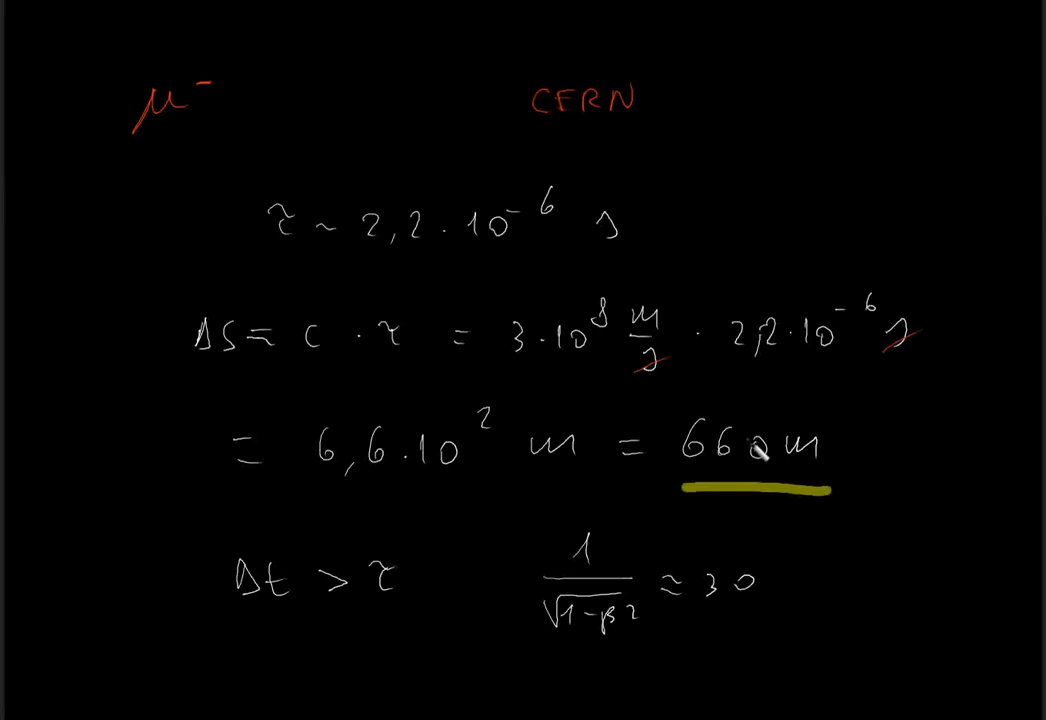 μ⁻ CERN
τ ~ 2,2 · 10⁻⁶ s
ΔS = c · τ = 3 · 10⁸ m/s · 2,2 · 10⁻⁶ s
= 6,6 · 10² m = 660 m
Δt > τ 1/√(1-β²) ≈ 30